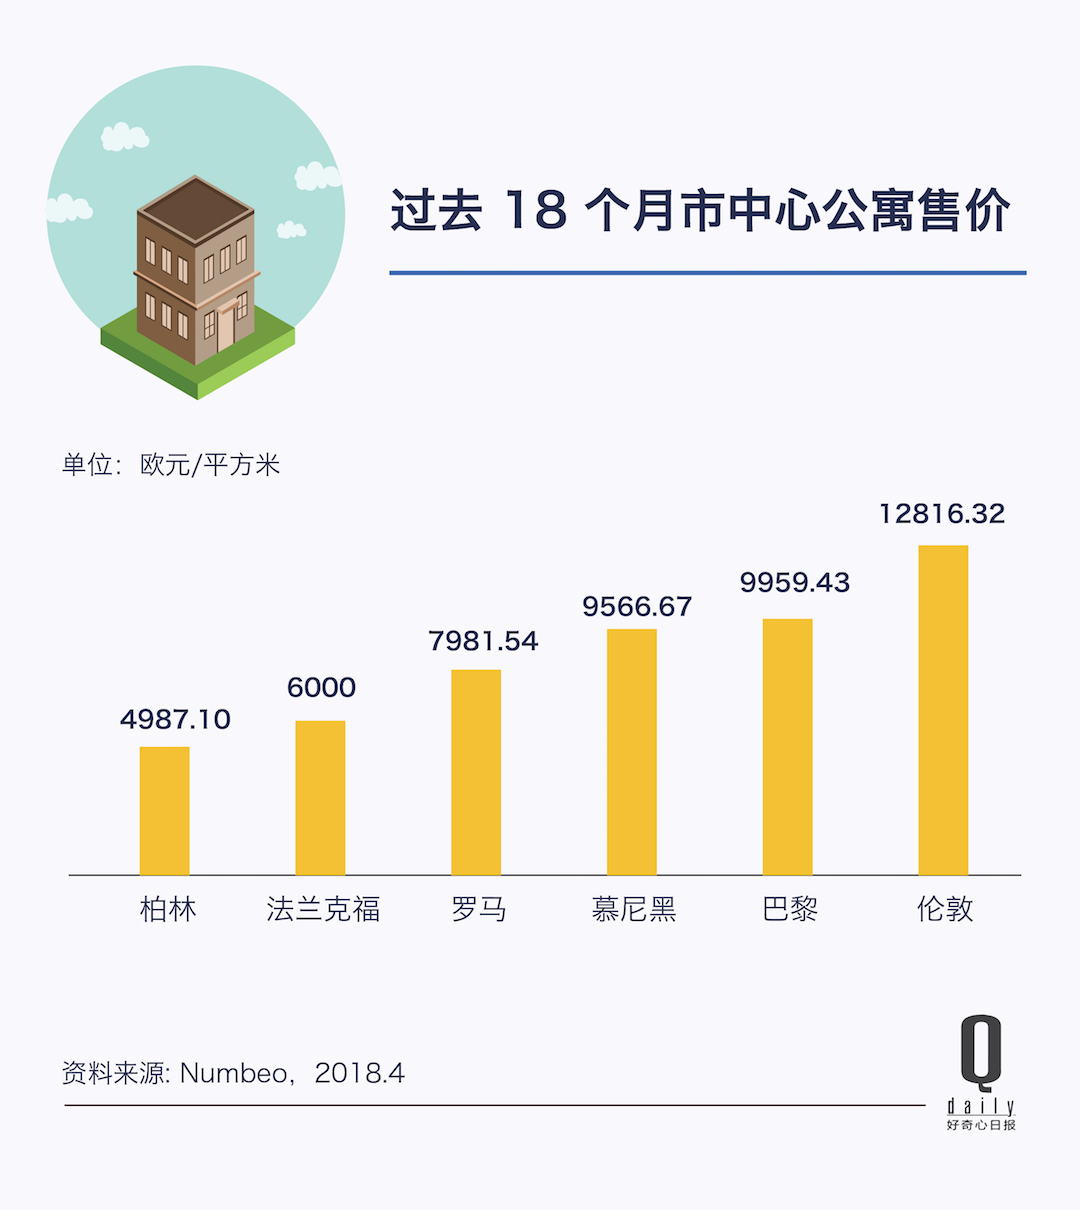 过去 18 个月市中心公寓售价
单位：欧元/平方米
4987.10
6000
7981.54
9566.67
9959.43
12816.32
柏林
法兰克福
罗马
慕尼黑
巴黎
伦敦
资料来源: Numbeo，2018.4
Q
daily
好奇心日报